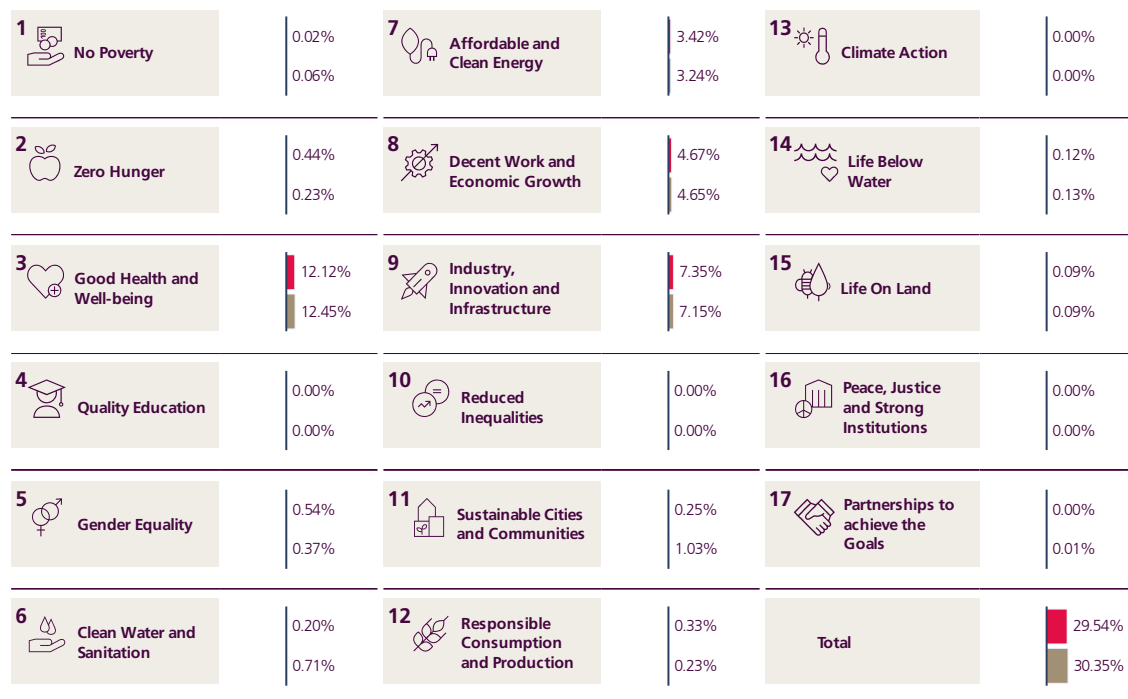 1
No Poverty
0.02%
0.06%
2
Zero Hunger
0.44%
0.23%
3
Good Health and
Well-being
12.12%
12.45%
4
Quality Education
0.00%
0.00%
5
Gender Equality
0.54%
0.37%
6
Clean Water and
Sanitation
0.20%
0.71%
7
Affordable and
Clean Energy
3.42%
3.24%
8
Decent Work and
Economic Growth
4.67%
4.65%
9
Industry,
Innovation and
Infrastructure
7.35%
7.15%
10
Reduced
Inequalities
0.00%
0.00%
11
Sustainable Cities
and Communities
0.25%
1.03%
12
Responsible
Consumption
and Production
0.33%
0.23%
13
Climate Action
0.00%
0.00%
14
Life Below
Water
0.12%
0.13%
15
Life On Land
0.09%
0.09%
16
Peace, Justice
and Strong
Institutions
0.00%
0.00%
17
Partnerships to
achieve the
Goals
0.00%
0.01%
Total
29.54%
30.35%